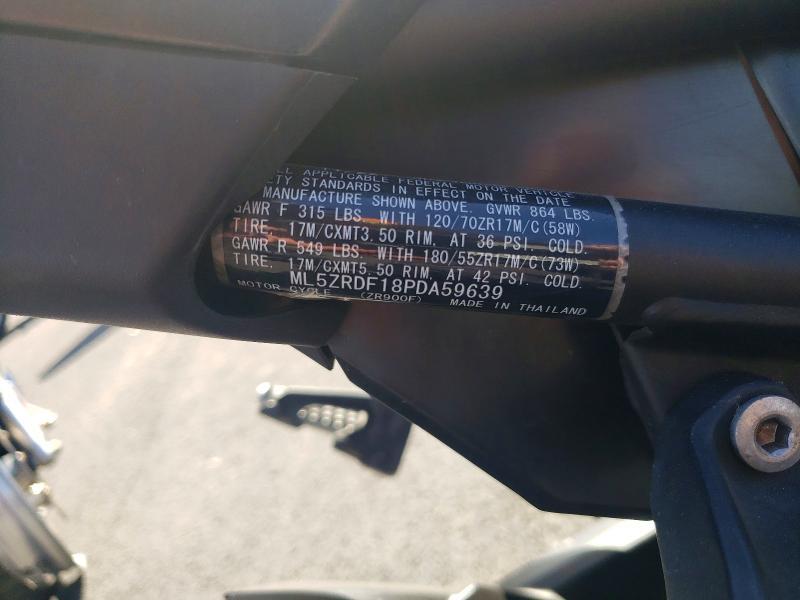 ALL APPLICABLE FEDERAL MOTOR VEHICLE
STANDARDS IN EFFECT ON THE DATE
MANUFACTURE SHOWN ABOVE. GVWR 864 LBS.
GAWR F 315 LBS. WITH 120/70ZR17M/C(58W)
TIRE, 17M/CXMT3.50 RIM, AT 36 PSI. COLD.
GAWR R 549 LBS. WITH 180/55ZR17M/C(73W)
TIRE, 17M/CXMT5.50 RIM, AT 42 PSI. COLD.
ML5ZRDF18PDA59639
MOTOR CYCLE (ZR900F) MADE IN THAILAND